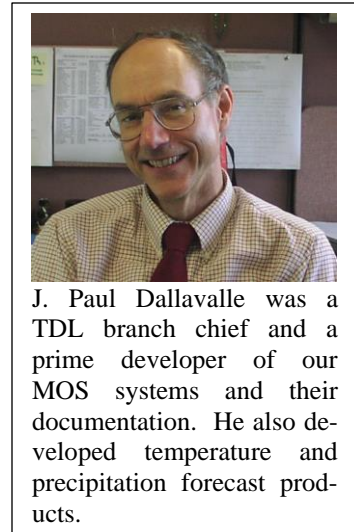 J. Paul Dallavalle was a
TDL branch chief and a
prime developer of our
MOS systems and their
documentation. He also de-
veloped temperature and
precipitation forecast prod-
ucts.